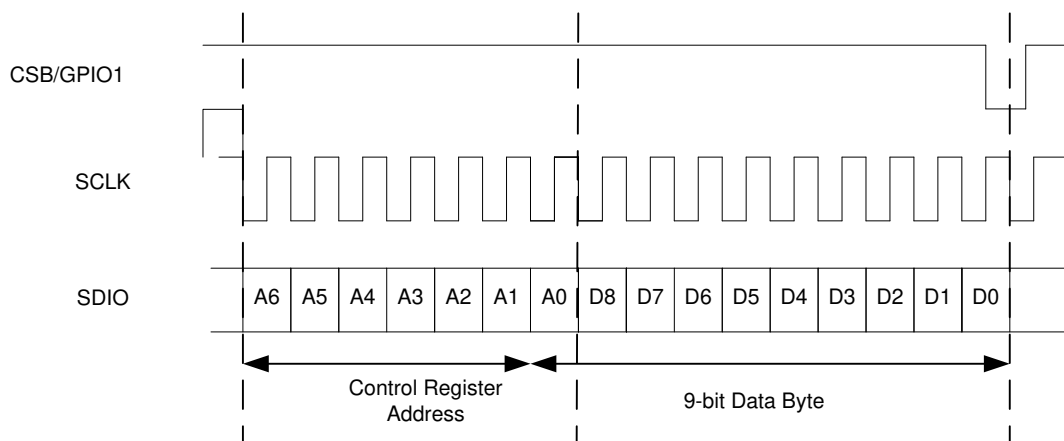 CSB/GPIO1
SCLK
SDIO
A6 A5 A4 A3 A2 A1 A0 D8 D7 D6 D5 D4 D3 D2 D1 D0
Control Register
Address
9-bit Data Byte